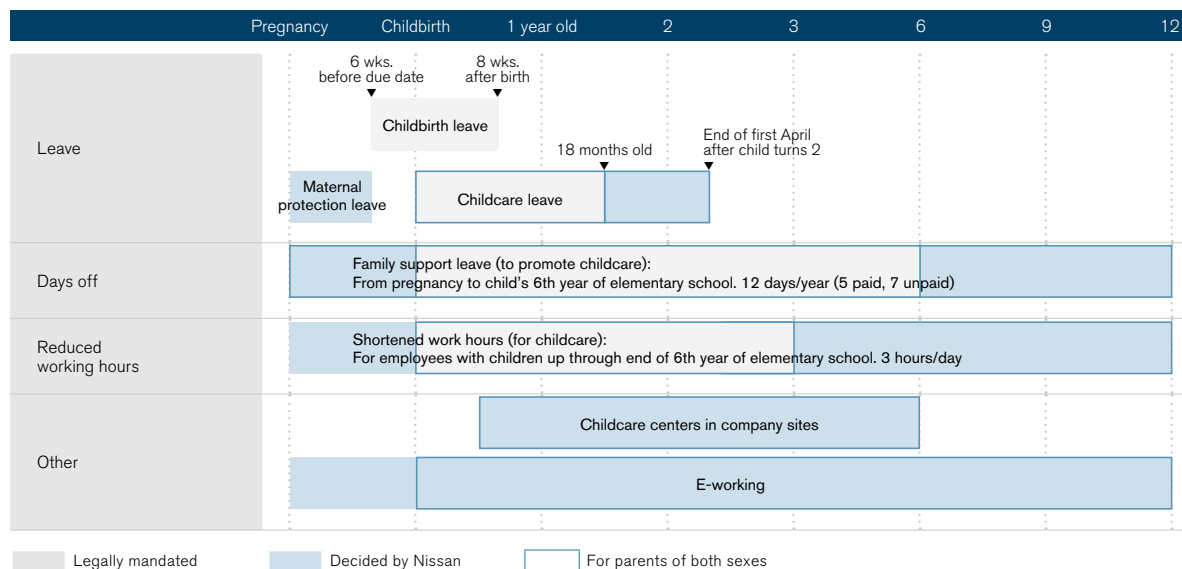 Pregnancy Childbirth 1 year old 2 3 6 9 12
6 wks.
before due date
8 wks.
after birth
Childbirth leave
Leave
18 months old
End of first April
after child turns 2
Maternal
protection leave
Childcare leave
Days off
Family support leave (to promote childcare):
From pregnancy to child's 6th year of elementary school. 12 days/year (5 paid, 7 unpaid)
Reduced
working hours
Shortened work hours (for childcare):
For employees with children up through end of 6th year of elementary school. 3 hours/day
Other
Childcare centers in company sites
E-working
Legally mandated Decided by Nissan For parents of both sexes